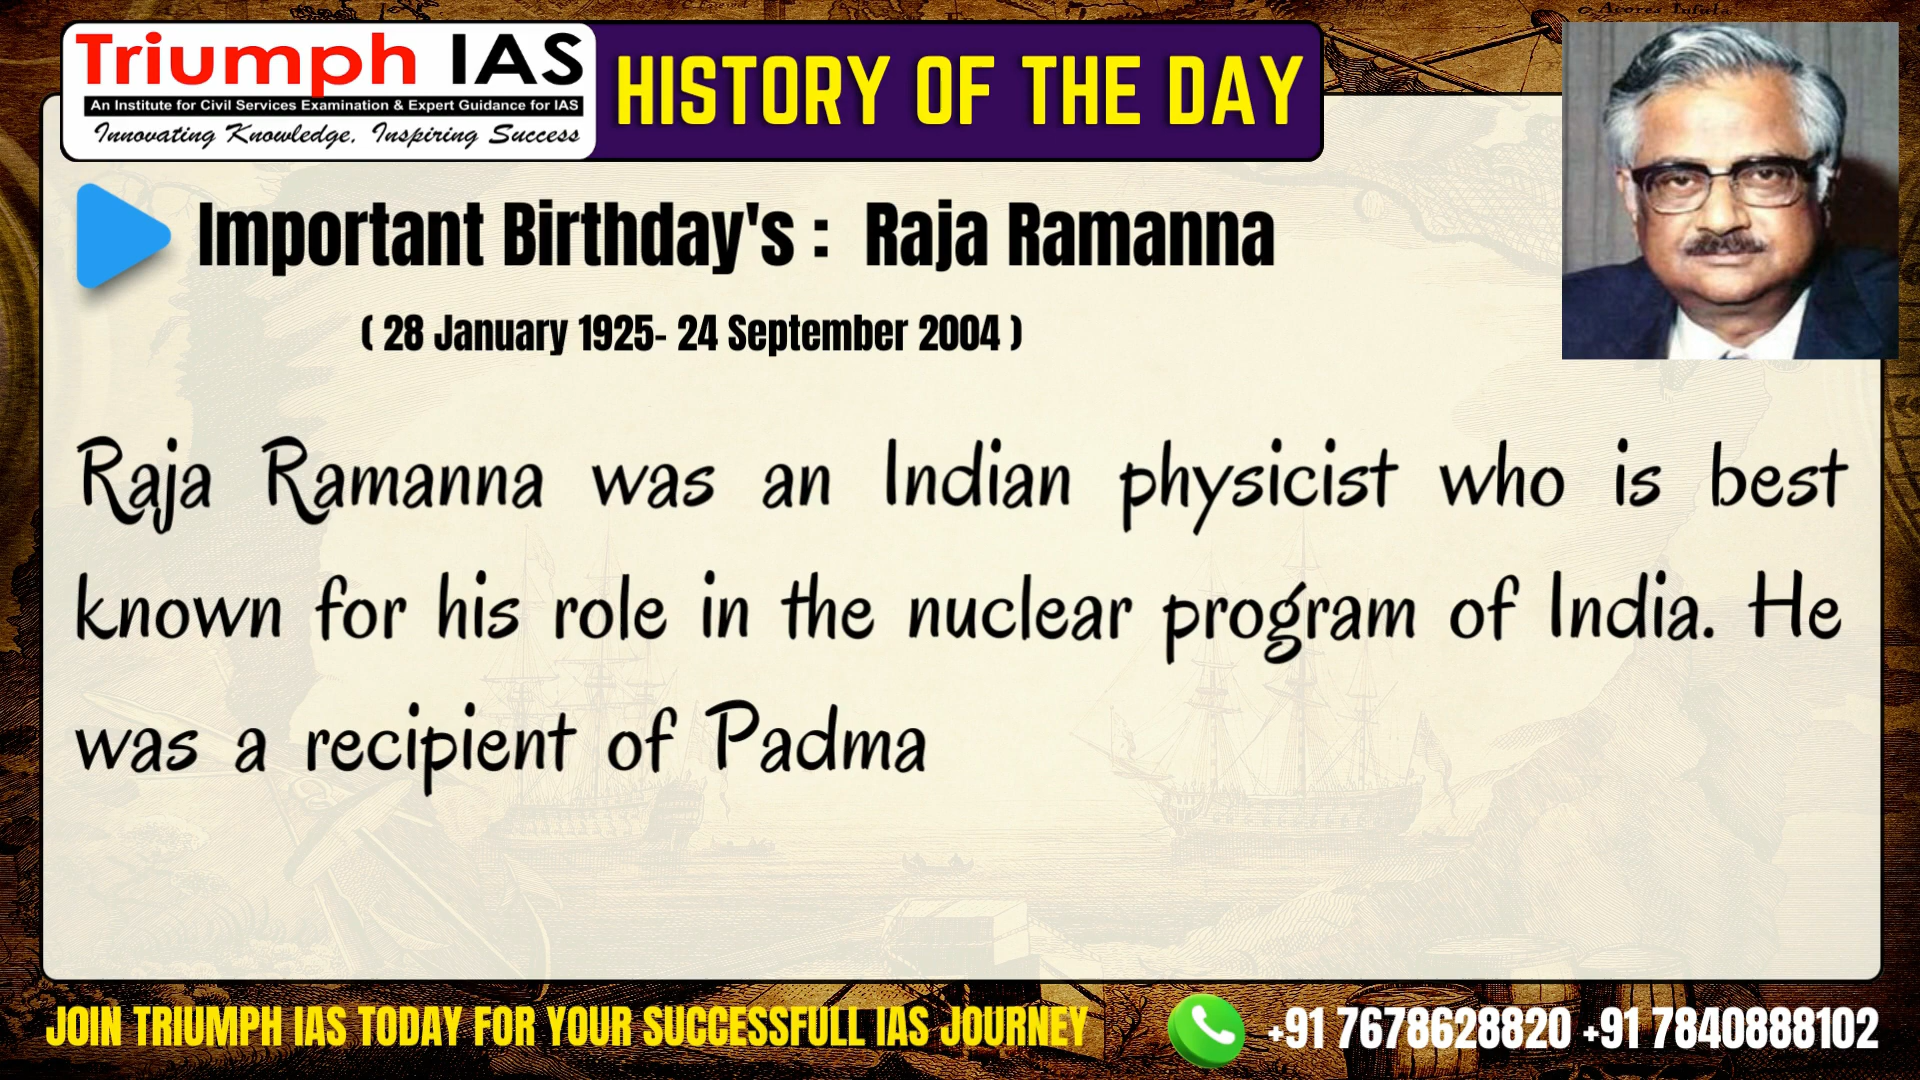 Triumph IAS
An Institute for Civil Services Examination & Expert Guidance for IAS
Innovating Knowledge, Inspiring Success
HISTORY OF THE DAY
Açores Insula
Important Birthday's : Raja Ramanna
( 28 January 1925- 24 September 2004 )
Raja Ramanna was an Indian physicist who is best
known for his role in the nuclear program of India. He
was a recipient of Padma
JOIN TRIUMPH IAS TODAY FOR YOUR SUCCESSFULL IAS JOURNEY
+91 7678628820 +91 7840888102